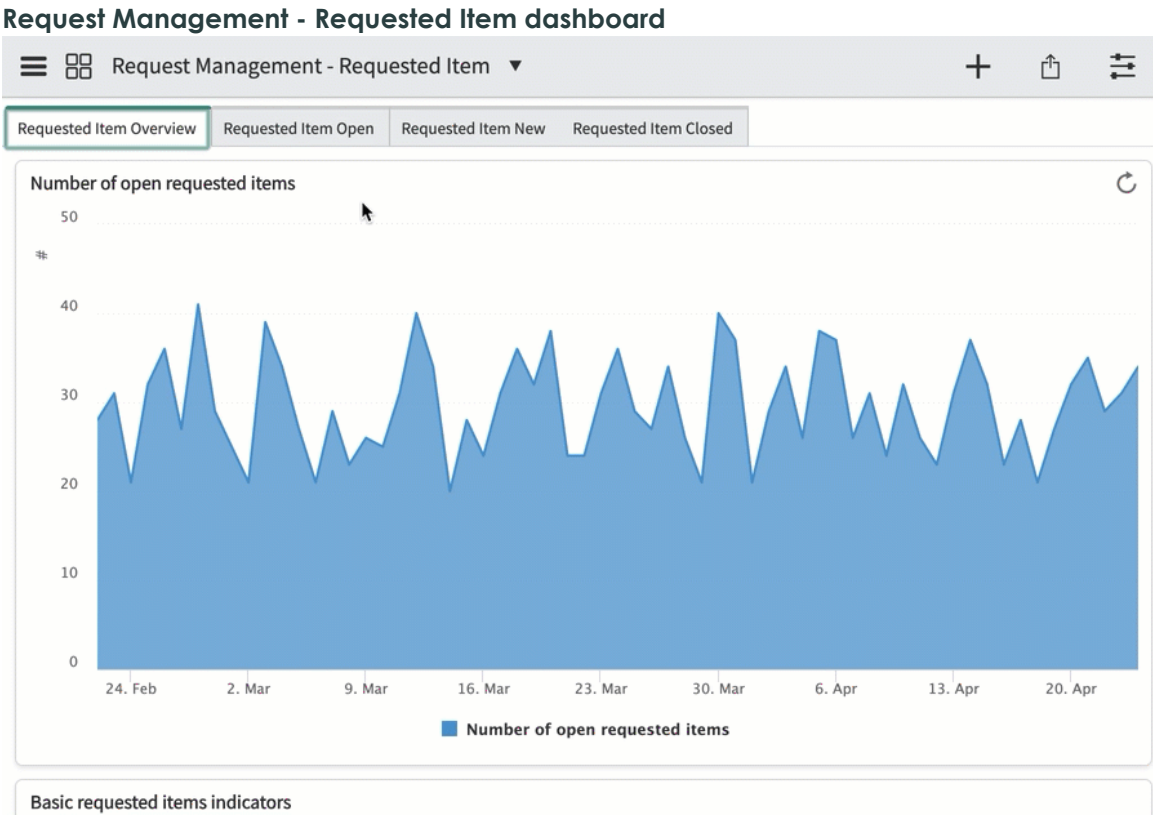 Request Management - Requested Item dashboard
Request Management - Requested Item ▼
Requested Item Overview Requested Item Open Requested Item New Requested Item Closed
Number of open requested items
50
#
40
30
20
10
0
24. Feb 2. Mar 9. Mar 16. Mar 23. Mar 30. Mar 6. Apr 13. Apr 20. Apr
Number of open requested items
Basic requested items indicators